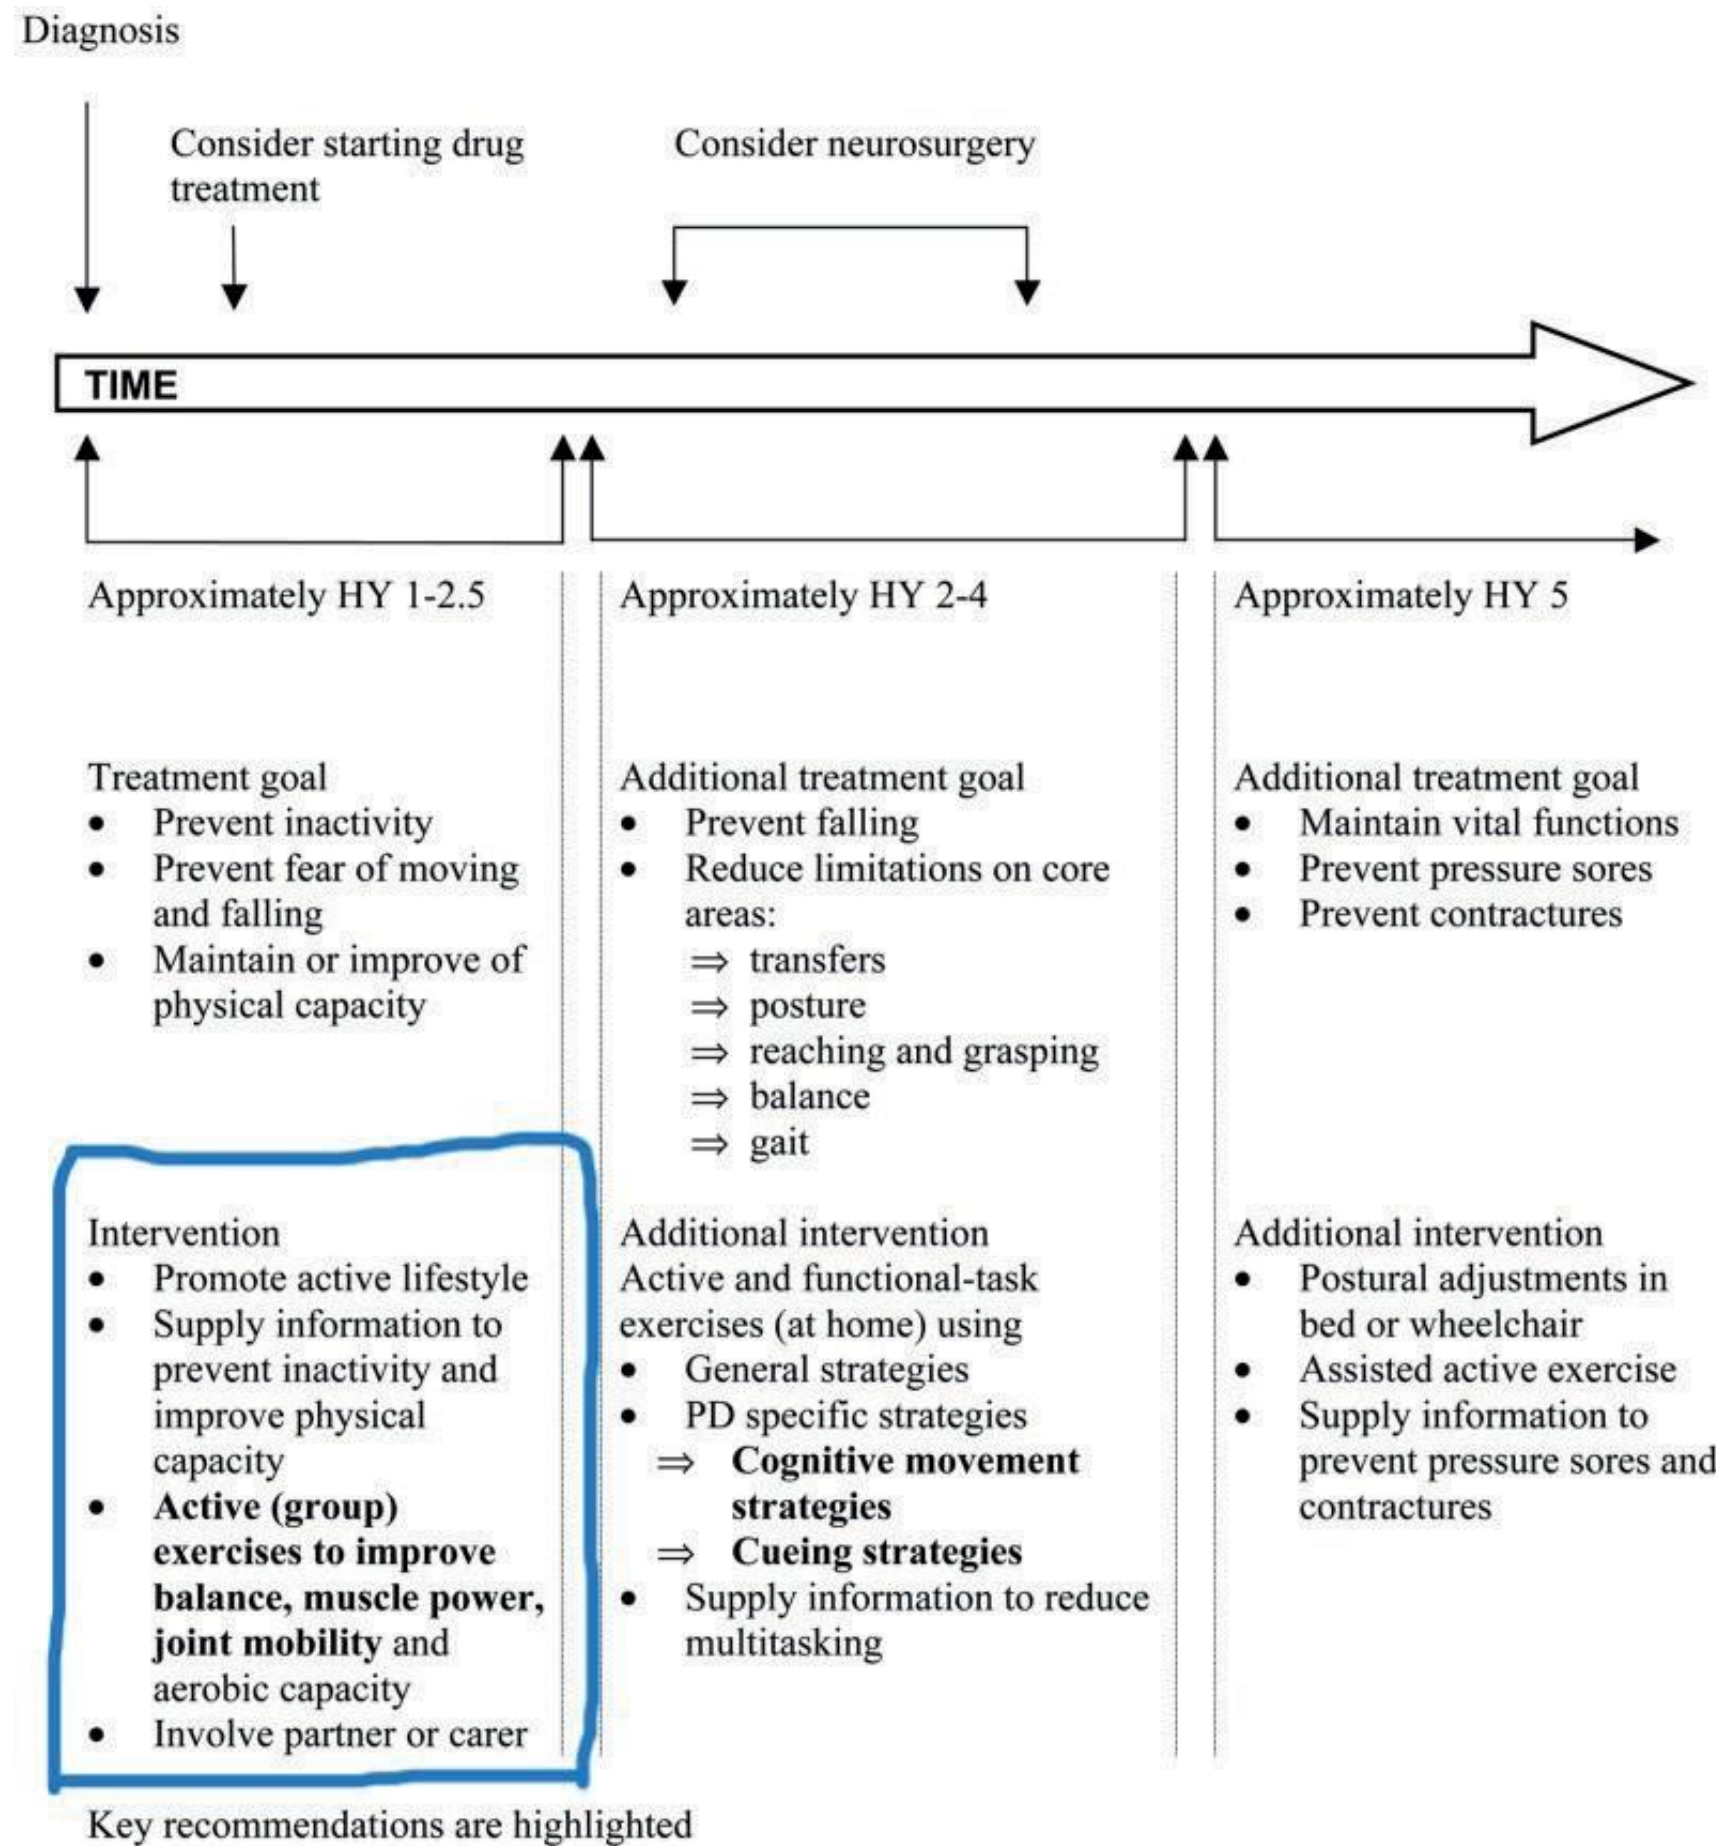 Diagnosis
Consider starting drug
treatment
Consider neurosurgery
TIME
Approximately HY 1-2.5
Treatment goal
• Prevent inactivity
• Prevent fear of moving
and falling
• Maintain or improve of
physical capacity
Intervention
• Promote active lifestyle
• Supply information to
prevent inactivity and
improve physical
capacity
• Active (group)
exercises to improve
balance, muscle power,
joint mobility and
aerobic capacity
• Involve partner or carer
Approximately HY 2-4
Additional treatment goal
• Prevent falling
• Reduce limitations on core
areas:
⇒ transfers
⇒ posture
⇒ reaching and grasping
⇒ balance
⇒ gait
Additional intervention
Active and functional-task
exercises (at home) using
• General strategies
• PD specific strategies
⇒ Cognitive movement
strategies
⇒ Cueing strategies
• Supply information to reduce
multitasking
Approximately HY 5
Additional treatment goal
• Maintain vital functions
• Prevent pressure sores
• Prevent contractures
Additional intervention
• Postural adjustments in
bed or wheelchair
• Assisted active exercise
• Supply information to
prevent pressure sores and
contractures
Key recommendations are highlighted